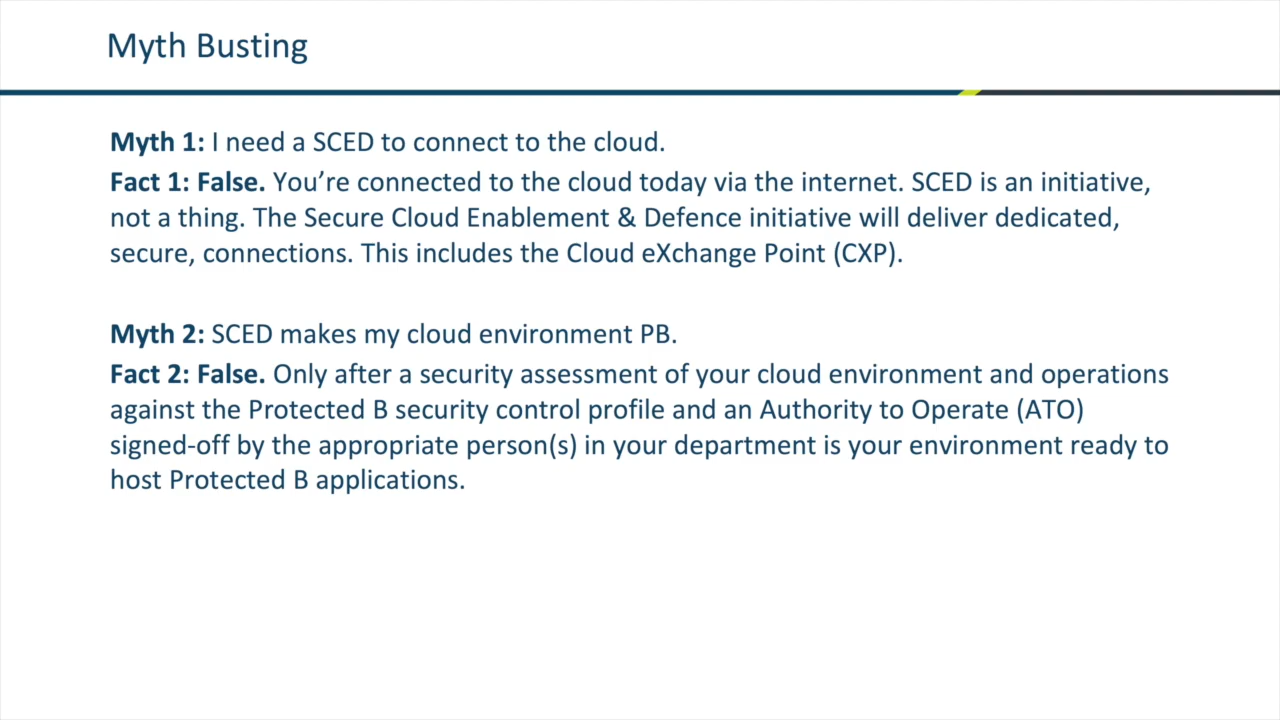 Myth Busting
Myth 1: I need a SCED to connect to the cloud.
Fact 1: False. You’re connected to the cloud today via the internet. SCED is an initiative,
not a thing. The Secure Cloud Enablement & Defence initiative will deliver dedicated,
secure, connections. This includes the Cloud eXchange Point (CXP).
Myth 2: SCED makes my cloud environment PB.
Fact 2: False. Only after a security assessment of your cloud environment and operations
against the Protected B security control profile and an Authority to Operate (ATO)
signed-off by the appropriate person(s) in your department is your environment ready to
host Protected B applications.